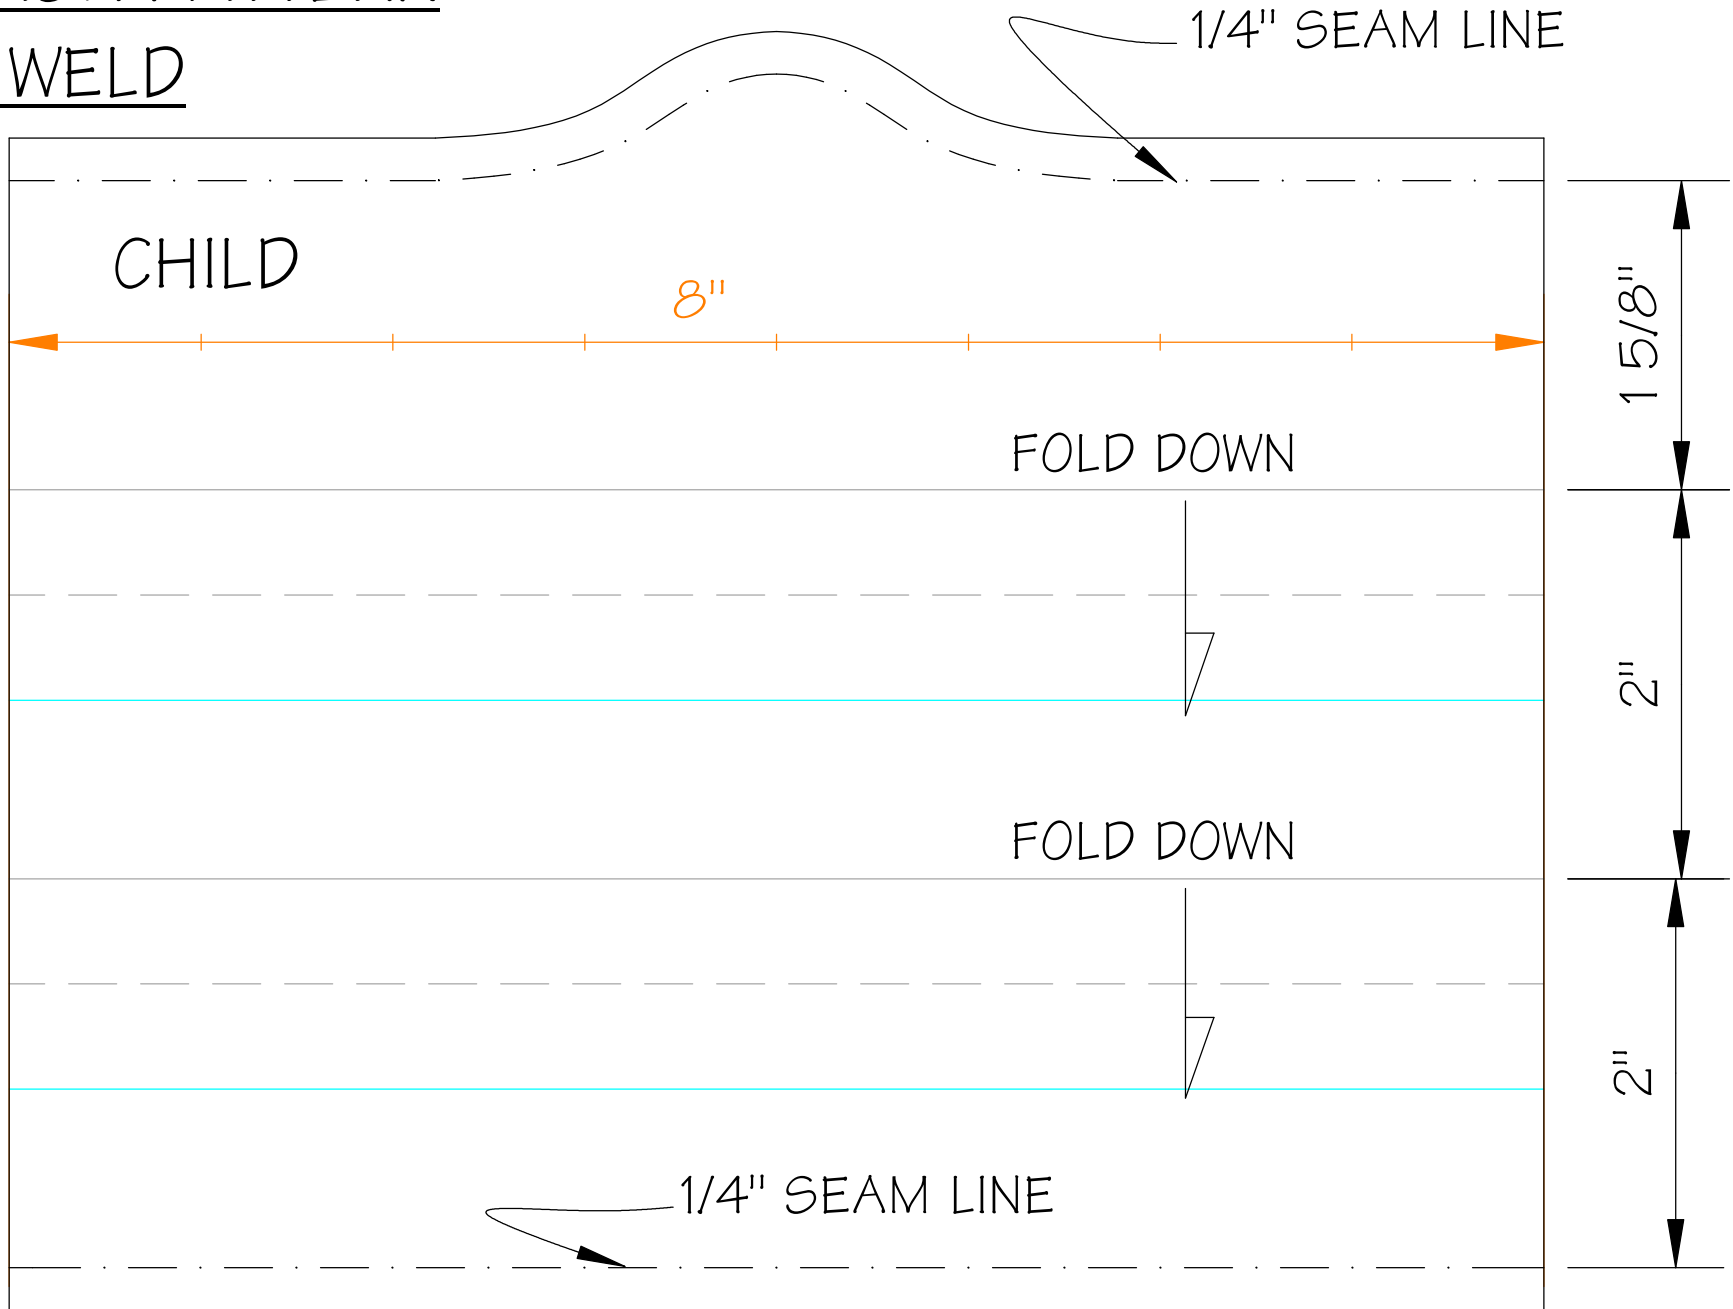 WELD
1/4" SEAM LINE
CHILD
8"
1 5/8"
FOLD DOWN
2"
FOLD DOWN
2"
1/4" SEAM LINE